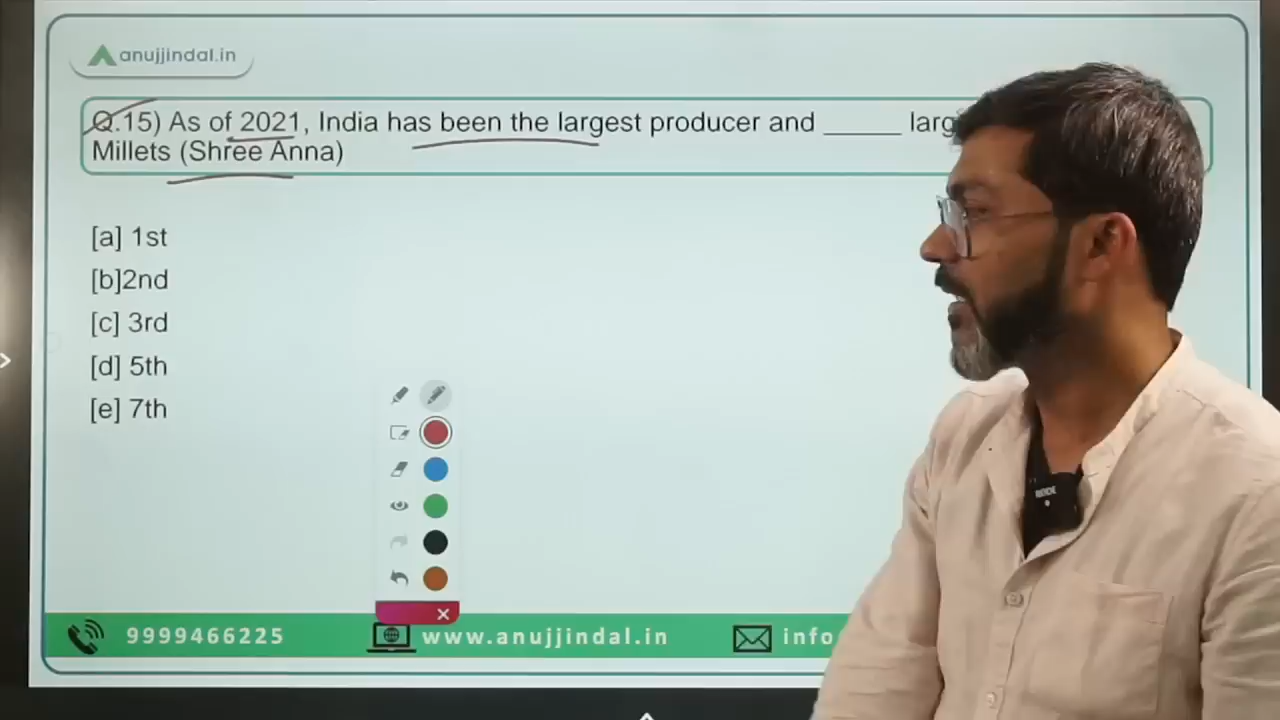 anujjindal.in
Q.15) As of 2021, India has been the largest producer and _____ larg
Millets (Shree Anna)
[a] 1st
[b]2nd
[c] 3rd
[d] 5th
[e] 7th
9999466225
www.anujjindal.in
info